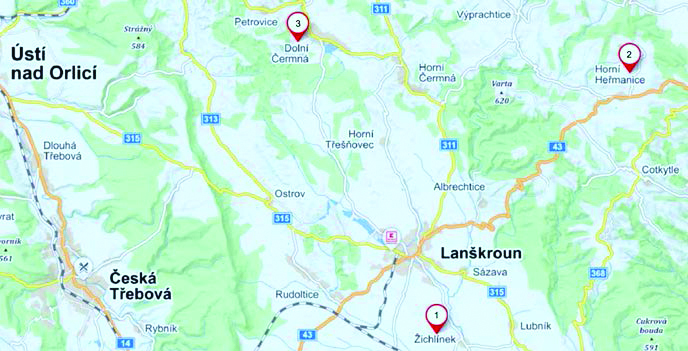 360
Petrovice
3
311
Výprachtice
Strážný
584
Ústí
nad Orlicí
Dolní
Čermná
Horní
Čermná
2
Horní
Heřmanice
Varta
620
313
Horní
Třešňovec
315
311
43
Dlouhá
Třebová
Cotkytle
Ostrov
Albrechtice
315
E
Lanškroun
561
Česká
Třebová
Sázava
368
Rudoltice
315
1
Rybník
43
Žichlínek
Lubník
Cukrová
bouda
591
14